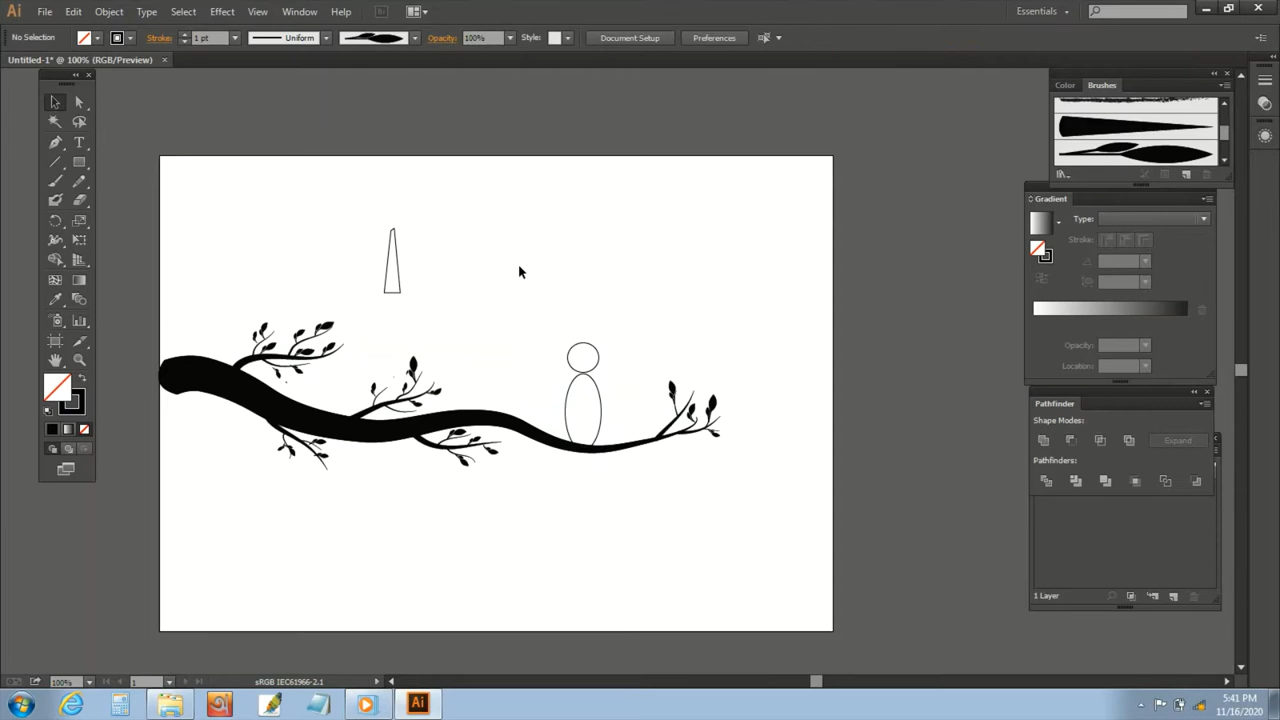 Ai File Edit Object Type Select Effect View Window Help Essentials
No Selection Stroke: 1 pt Uniform Opacity: 100% Style: Document Setup Preferences
Untitled-1* @ 100% (RGB/Preview) ×
Color Brushes
Gradient
Type:
Stroke:
Opacity:
Location:
Pathfinder
Shape Modes:
Expand
Pathfinders:
1 Layer
100% 1 sRGB IEC61966-2.1
Ai
5:41 PM
11/16/2020